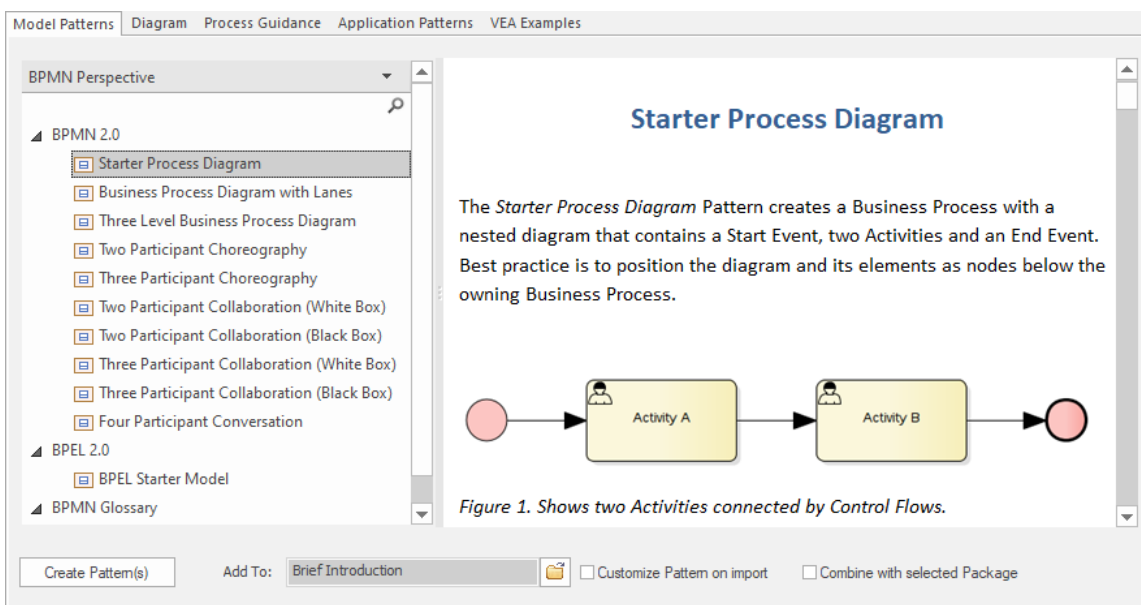 Model Patterns Diagram Process Guidance Application Patterns VEA Examples
BPMN Perspective
BPMN 2.0
Starter Process Diagram
Business Process Diagram with Lanes
Three Level Business Process Diagram
Two Participant Choreography
Three Participant Choreography
Two Participant Collaboration (White Box)
Two Participant Collaboration (Black Box)
Three Participant Collaboration (White Box)
Three Participant Collaboration (Black Box)
Four Participant Conversation
BPEL 2.0
BPEL Starter Model
BPMN Glossary
Starter Process Diagram
The Starter Process Diagram Pattern creates a Business Process with a
nested diagram that contains a Start Event, two Activities and an End Event.
Best practice is to position the diagram and its elements as nodes below the
owning Business Process.
Activity A
Activity B
Figure 1. Shows two Activities connected by Control Flows.
Create Pattern(s) Add To: Brief Introduction Customize Pattern on import Combine with selected Package